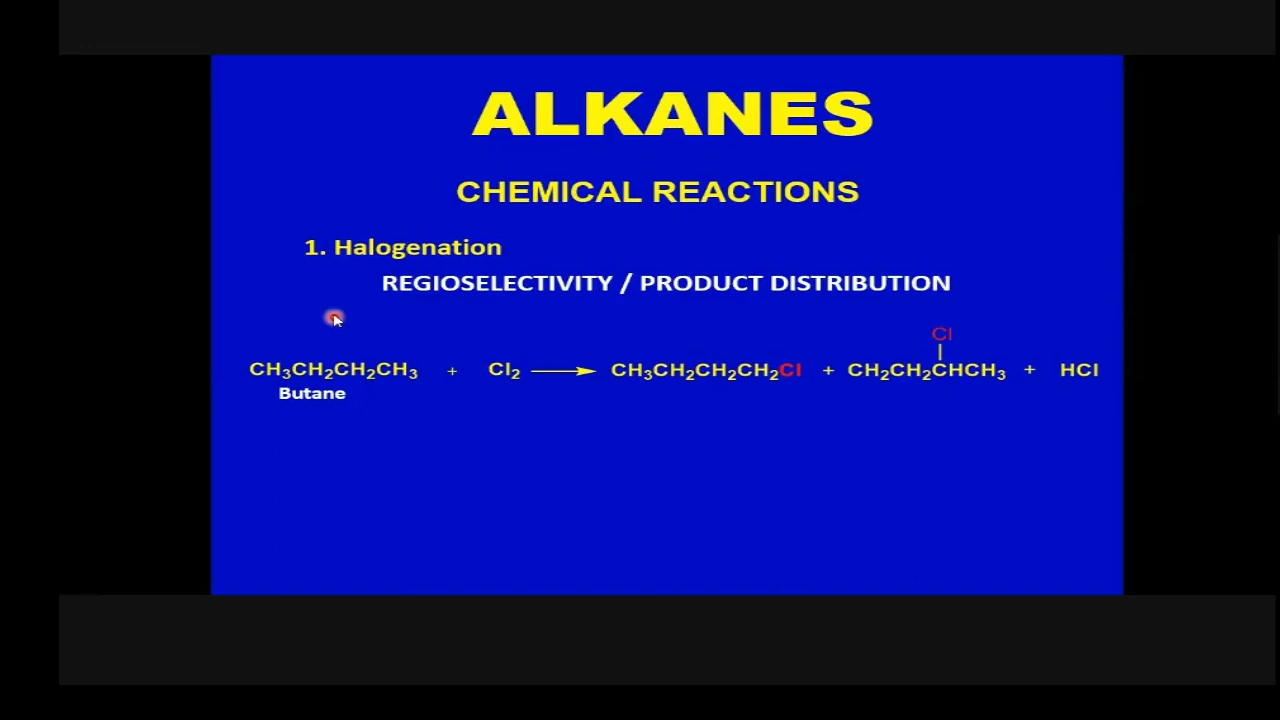 ALKANES
CHEMICAL REACTIONS
1. Halogenation
REGIOSELECTIVITY / PRODUCT DISTRIBUTION
Cl
CH₃CH₂CH₂CH₃ + Cl₂ ⟶ CH₃CH₂CH₂CH₂Cl + CH₂CH₂CHCH₃ + HCl
Butane